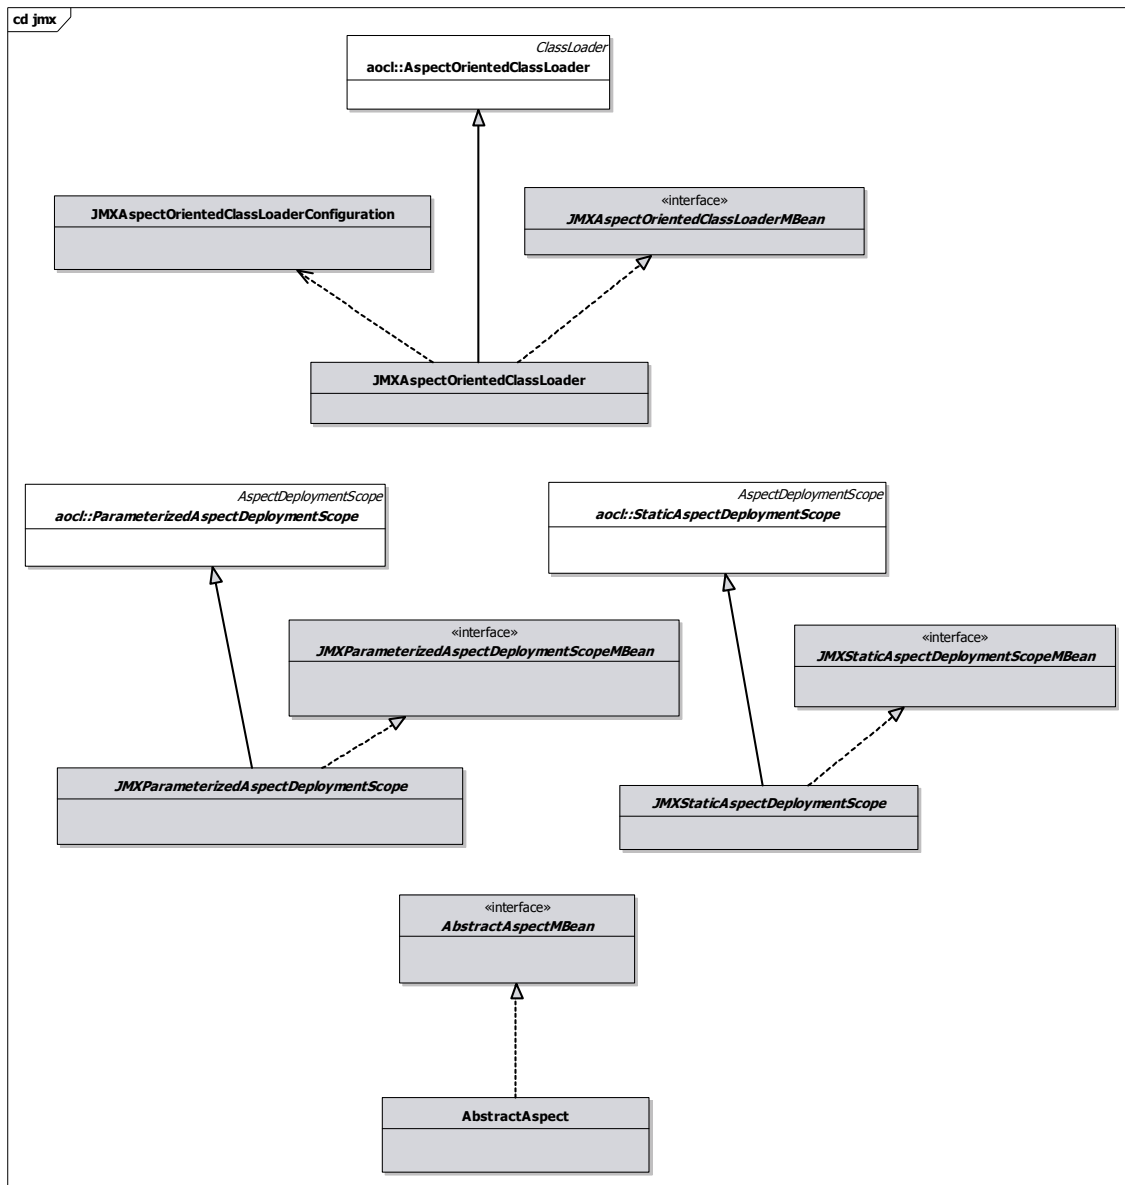 cd jmx
ClassLoader
aocl::AspectOrientedClassLoader
JMXAspectOrientedClassLoaderConfiguration
«interface»
JMXAspectOrientedClassLoaderMBean
JMXAspectOrientedClassLoader
AspectDeploymentScope
aocl::ParameterizedAspectDeploymentScope
AspectDeploymentScope
aocl::StaticAspectDeploymentScope
«interface»
JMXParameterizedAspectDeploymentScopeMBean
«interface»
JMXStaticAspectDeploymentScopeMBean
JMXParameterizedAspectDeploymentScope
JMXStaticAspectDeploymentScope
«interface»
AbstractAspectMBean
AbstractAspect